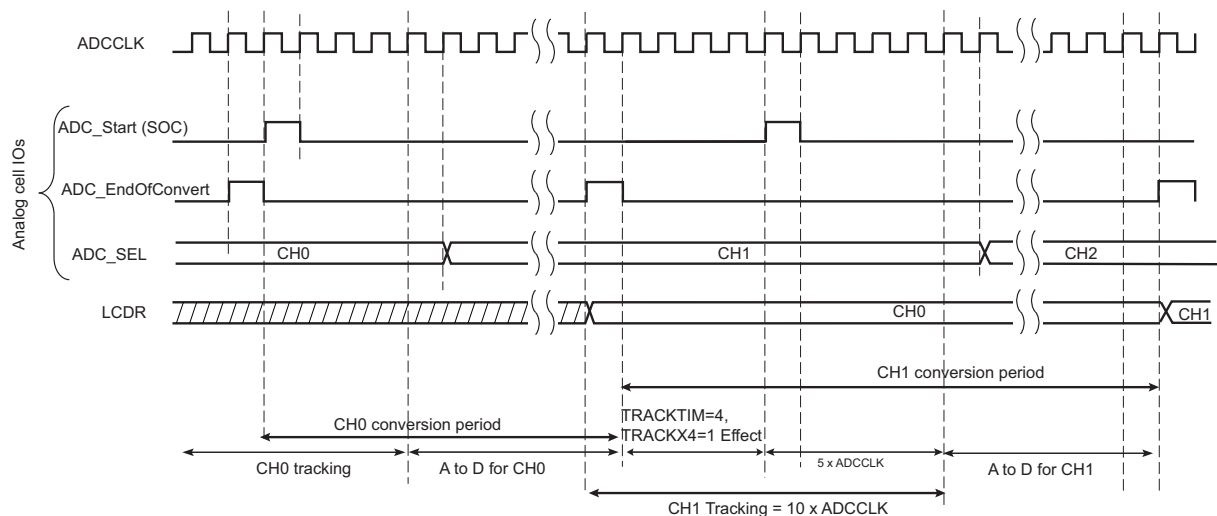 ADCCLK
Analog cell IOs
ADC_Start (SOC)
ADC_EndOfConvert
ADC_SEL
CH0
CH1
CH2
LCDR
CH0
CH1
CH1 conversion period
CH0 conversion period
TRACKTIM=4,
TRACKX4=1 Effect
CH0 tracking
A to D for CH0
5 x ADCCLK
A to D for CH1
CH1 Tracking = 10 x ADCCLK